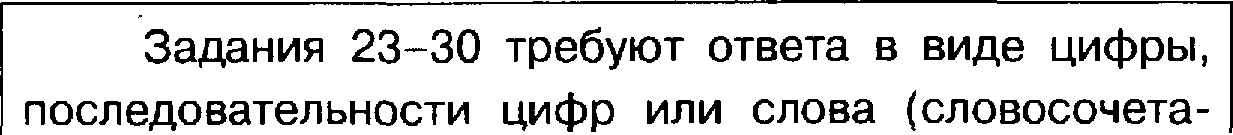 Задания 23–30 требуют ответа в виде цифры,
последовательности цифр или слова (словосочета-